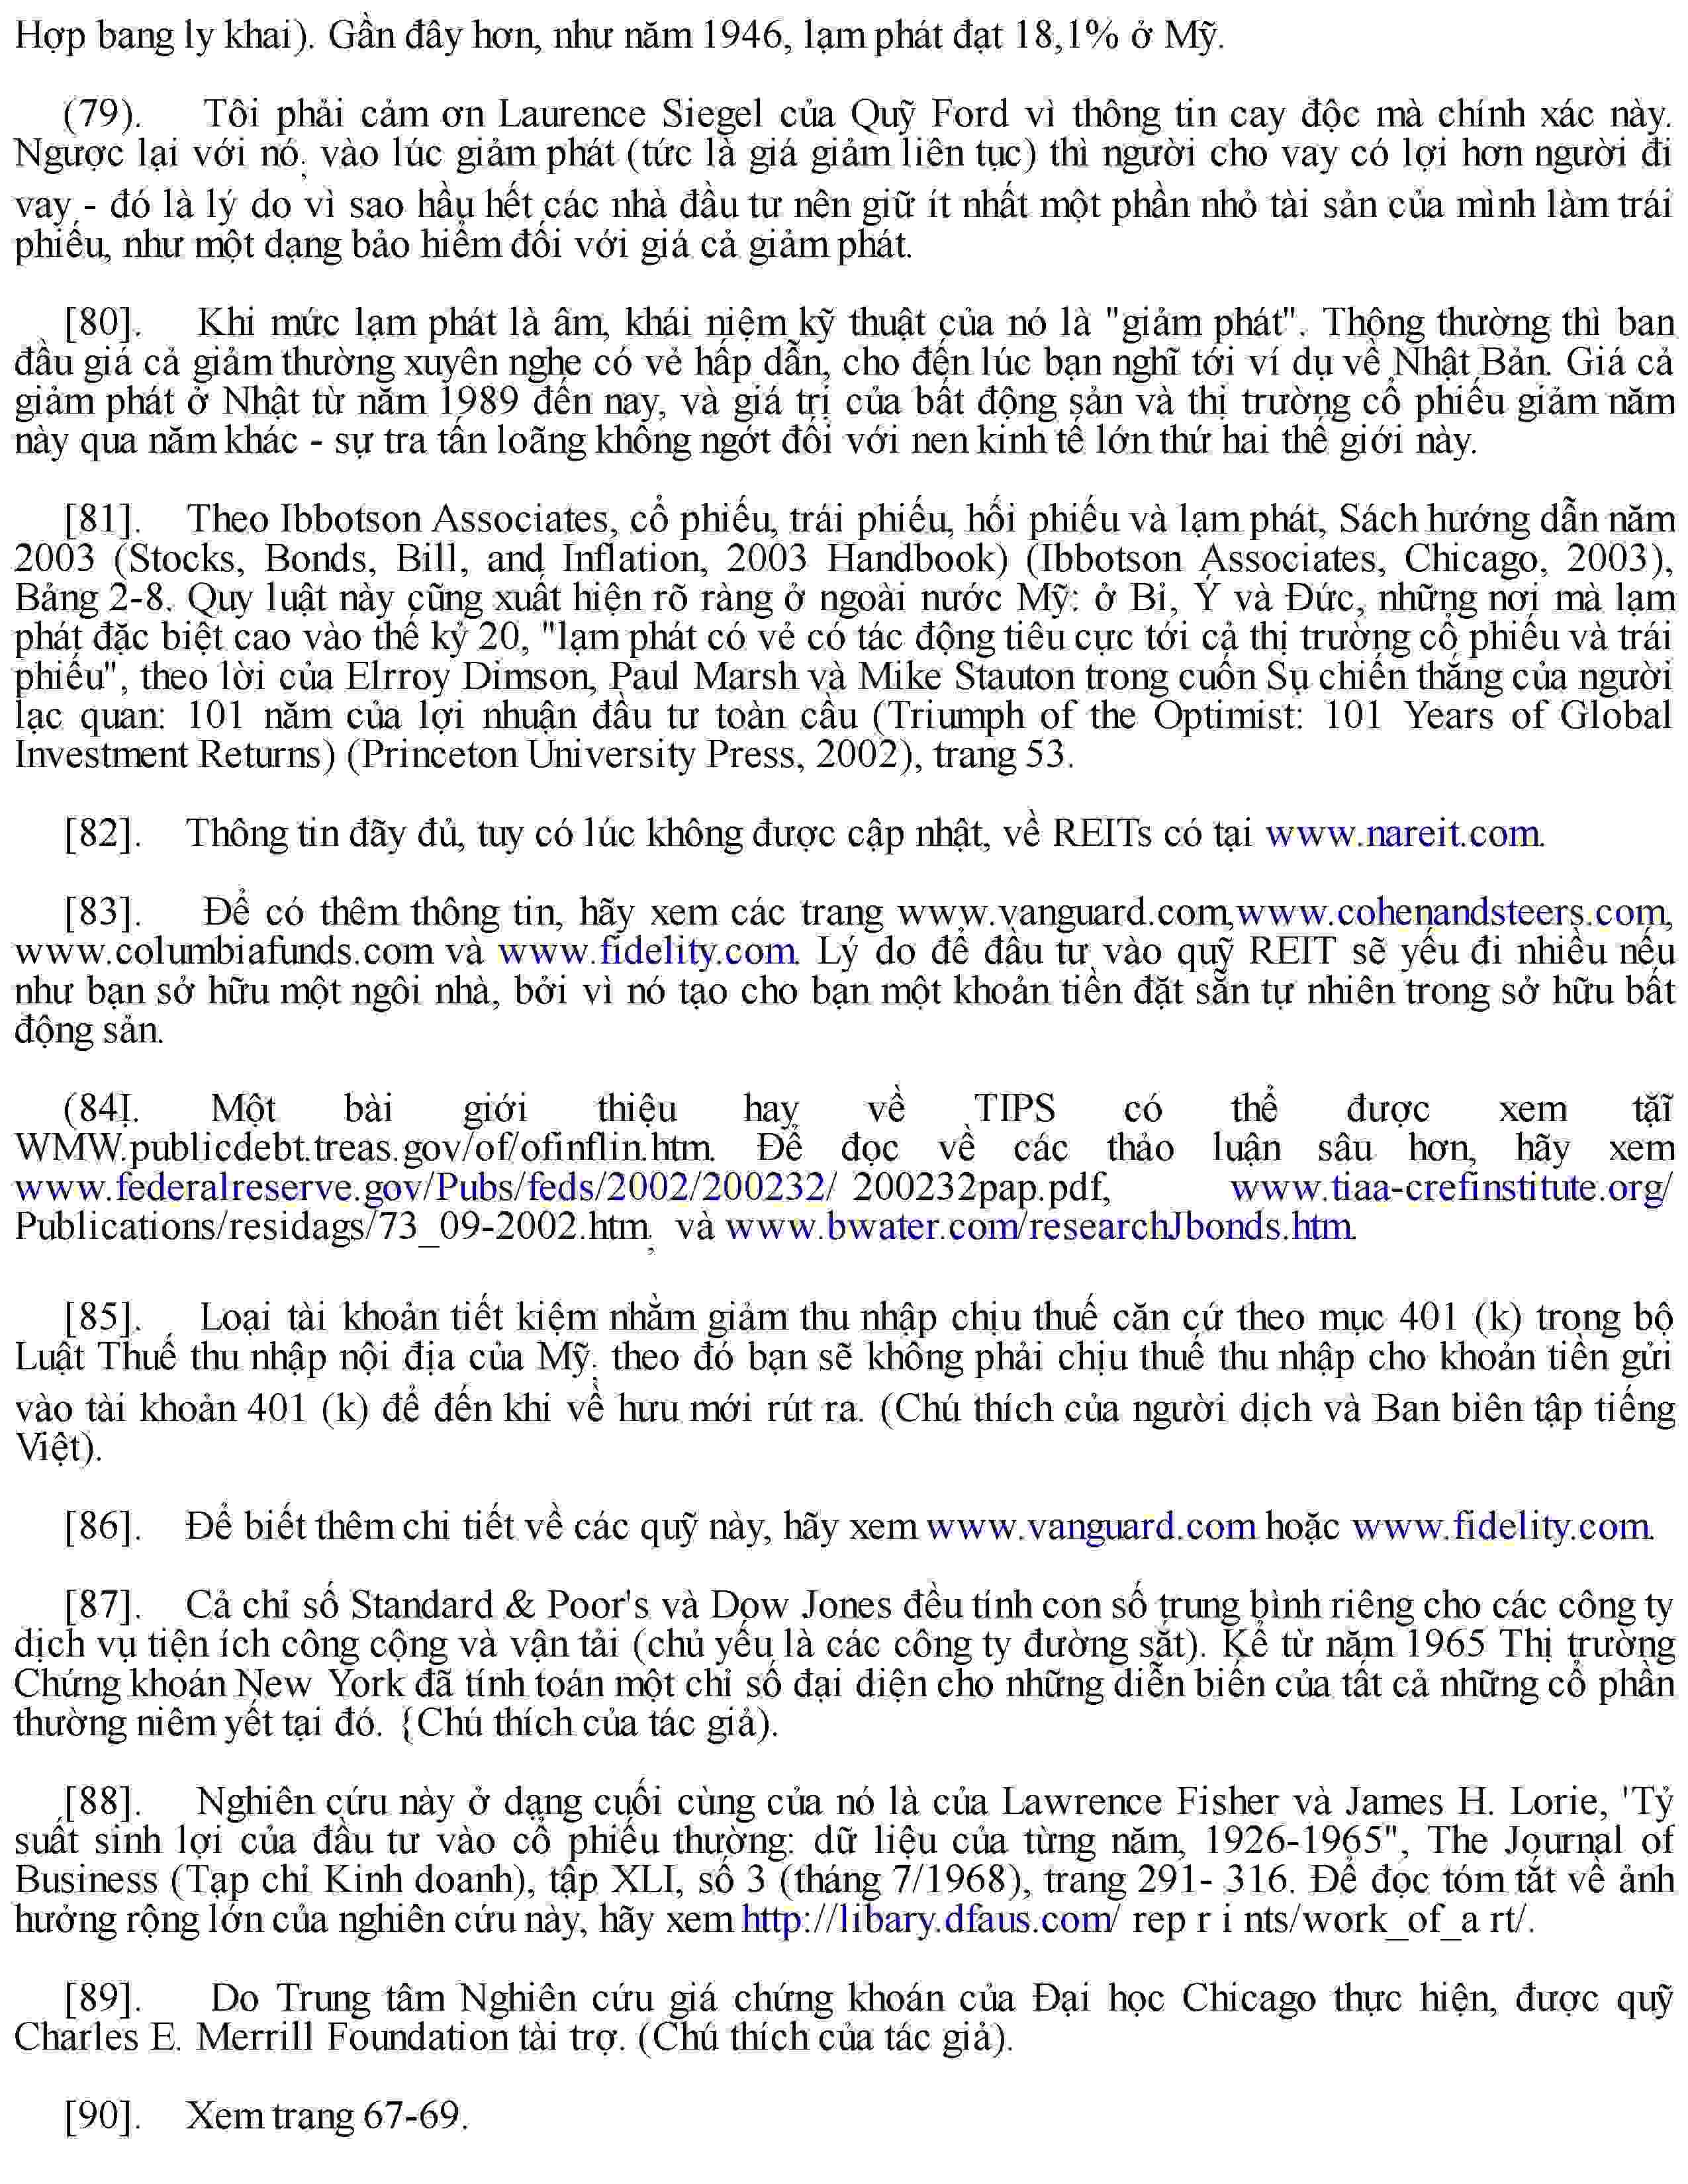 Hợp bang ly khai). Gần đây hơn, như năm 1946, lạm phát đạt 18,1% ở Mỹ.
(79). Tôi phải cảm ơn Laurence Siegel của Quỹ Ford vì thông tin cay độc mà chính xác này.
Ngược lại với nó, vào lúc giảm phát (tức là giá giảm liên tục) thì người cho vay có lợi hơn người đi
vay - đó là lý do vì sao hầu hết các nhà đầu tư nên giữ ít nhất một phần nhỏ tài sản của mình làm trái
phiếu, như một dạng bảo hiểm đối với giá cả giảm phát.
[80]. Khi mức lạm phát là âm, khái niệm kỹ thuật của nó là "giảm phát". Thông thường thì ban
đầu giá cả giảm thường xuyên nghe có vẻ hấp dẫn, cho đến lúc bạn nghĩ tới ví dụ về Nhật Bản. Giá cả
giảm phát ở Nhật từ năm 1989 đến nay, và giá trị của bất động sản và thị trường cổ phiếu giảm năm
này qua năm khác - sự tra tấn loãng không ngớt đối với nen kinh tế lớn thứ hai thế giới này.
[81]. Theo Ibbotson Associates, cổ phiếu, trái phiếu, hối phiếu và lạm phát, Sách hướng dẫn năm
2003 (Stocks, Bonds, Bill, and Inflation, 2003 Handbook) (Ibbotson Associates, Chicago, 2003),
Bảng 2-8. Quy luật này cũng xuất hiện rõ ràng ở ngoài nước Mỹ: ở Bỉ, Ý và Đức, những nơi mà lạm
phát đặc biệt cao vào thế kỷ 20, "lạm phát có vẻ có tác động tiêu cực tới cả thị trường cổ phiếu và trái
phiếu", theo lời của Elrroy Dimson, Paul Marsh và Mike Stauton trong cuốn Sụ chiến thắng của người
lạc quan: 101 năm của lợi nhuận đầu tư toàn cầu (Triumph of the Optimist: 101 Years of Global
Investment Returns) (Princeton University Press, 2002), trang 53.
[82]. Thông tin đãy đủ, tuy có lúc không được cập nhật, về REITs có tại www.nareit.com.
[83]. Để có thêm thông tin, hãy xem các trang www.vanguard.com,www.cohenandsteers.com,
www.columbiafunds.com và www.fidelity.com. Lý do để đầu tư vào quỹ REIT sẽ yếu đi nhiều nếu
như bạn sở hữu một ngôi nhà, bởi vì nó tạo cho bạn một khoản tiền đặt sẵn tự nhiên trong sở hữu bất
động sản.
(84I. Một bài giới thiệu hay về TIPS có thể được xem tặĩ
WMW.publicdebt.treas.gov/of/ofinflin.htm. Để đọc về các thảo luận sâu hơn, hãy xem
www.federalreserve.gov/Pubs/feds/2002/200232/ 200232pap.pdf, www.tiaa-crefinstitute.org/
Publications/residags/73_09-2002.htm, và www.bwater.com/researchJbonds.htm.
[85]. Loại tài khoản tiết kiệm nhằm giảm thu nhập chịu thuế căn cứ theo mục 401 (k) trong bộ
Luật Thuế thu nhập nội địa của Mỹ; theo đó bạn sẽ không phải chịu thuế thu nhập cho khoản tiền gửi
vào tài khoản 401 (k) để đến khi về hưu mới rút ra. (Chú thích của người dịch và Ban biên tập tiếng
Việt).
[86]. Để biết thêm chi tiết về các quỹ này, hãy xem www.vanguard.com hoặc www.fidelity.com.
[87]. Cả chỉ số Standard & Poor's và Dow Jones đều tính con số trung bình riêng cho các công ty
dịch vụ tiện ích công cộng và vận tải (chủ yếu là các công ty đường sắt). Kể từ năm 1965 Thị trường
Chứng khoán New York đã tính toán một chỉ số đại diện cho những diễn biến của tất cả những cổ phần
thường niêm yết tại đó. {Chú thích của tác giả).
[88]. Nghiên cứu này ở dạng cuối cùng của nó là của Lawrence Fisher và James H. Lorie, 'Tỷ
suất sinh lợi của đầu tư vào cổ phiếu thường: dữ liệu của từng năm, 1926-1965", The Journal of
Business (Tạp chỉ Kinh doanh), tập XLI, số 3 (tháng 7/1968), trang 291- 316. Để đọc tóm tắt về ảnh
hưởng rộng lớn của nghiên cứu này, hãy xem http://libary.dfaus.com/ rep r i nts/work_of_a rt/.
[89]. Do Trung tâm Nghiên cứu giá chứng khoán của Đại học Chicago thực hiện, được quỹ
Charles E. Merrill Foundation tài trợ. (Chú thích của tác giả).
[90]. Xem trang 67-69.